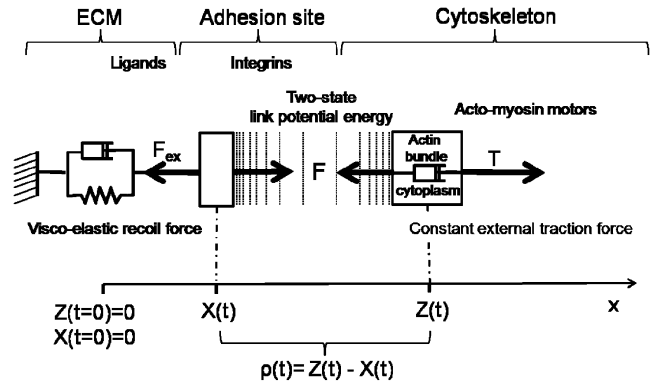 ECM Adhesion site Cytoskeleton
Ligands Integrins
Two-state
link potential energy
Acto-myosin motors
Fex
F
Actin
bundle
cytoplasm
T
Visco-elastic recoil force
Constant external traction force
Z(t=0)=0
X(t=0)=0
X(t)
Z(t)
x
ρ(t)= Z(t) - X(t)